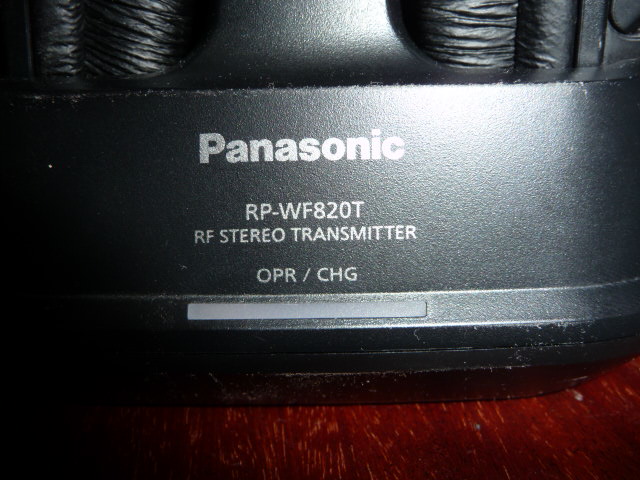 Panasonic
RP-WF820T
RF STEREO TRANSMITTER
OPR / CHG